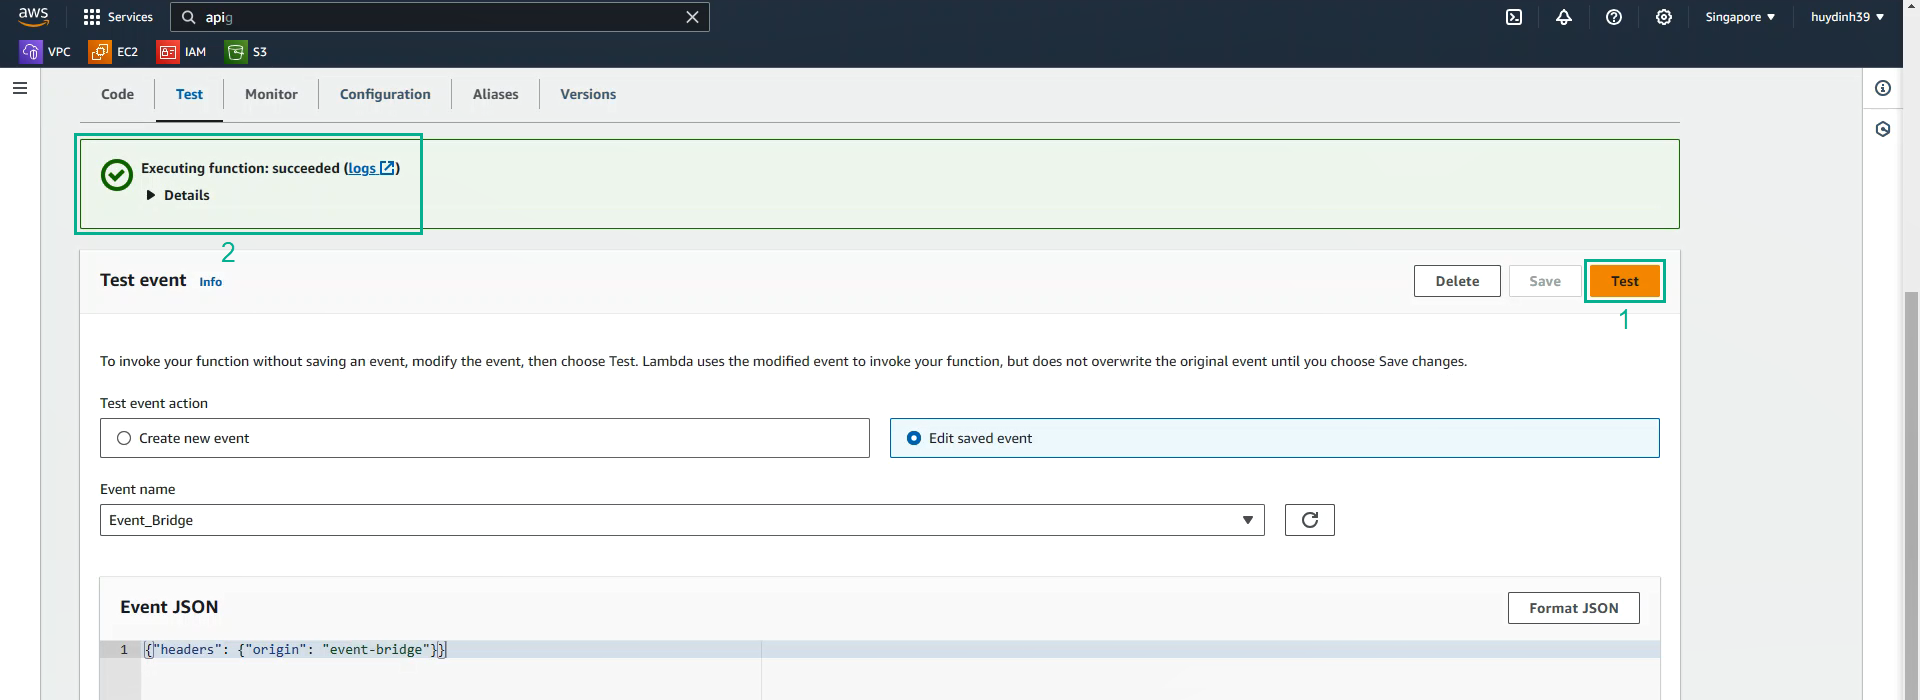 aws Services apig Singapore huydinh39
VPC EC2 IAM S3
Code Test Monitor Configuration Aliases Versions
Executing function: succeeded (logs)
Details
2
Test event Info Delete Save Test
1
To invoke your function without saving an event, modify the event, then choose Test. Lambda uses the modified event to invoke your function, but does not overwrite the original event until you choose Save changes.
Test event action
Create new event Edit saved event
Event name
Event_Bridge
Event JSON Format JSON
1 {"headers": {"origin": "event-bridge"}}